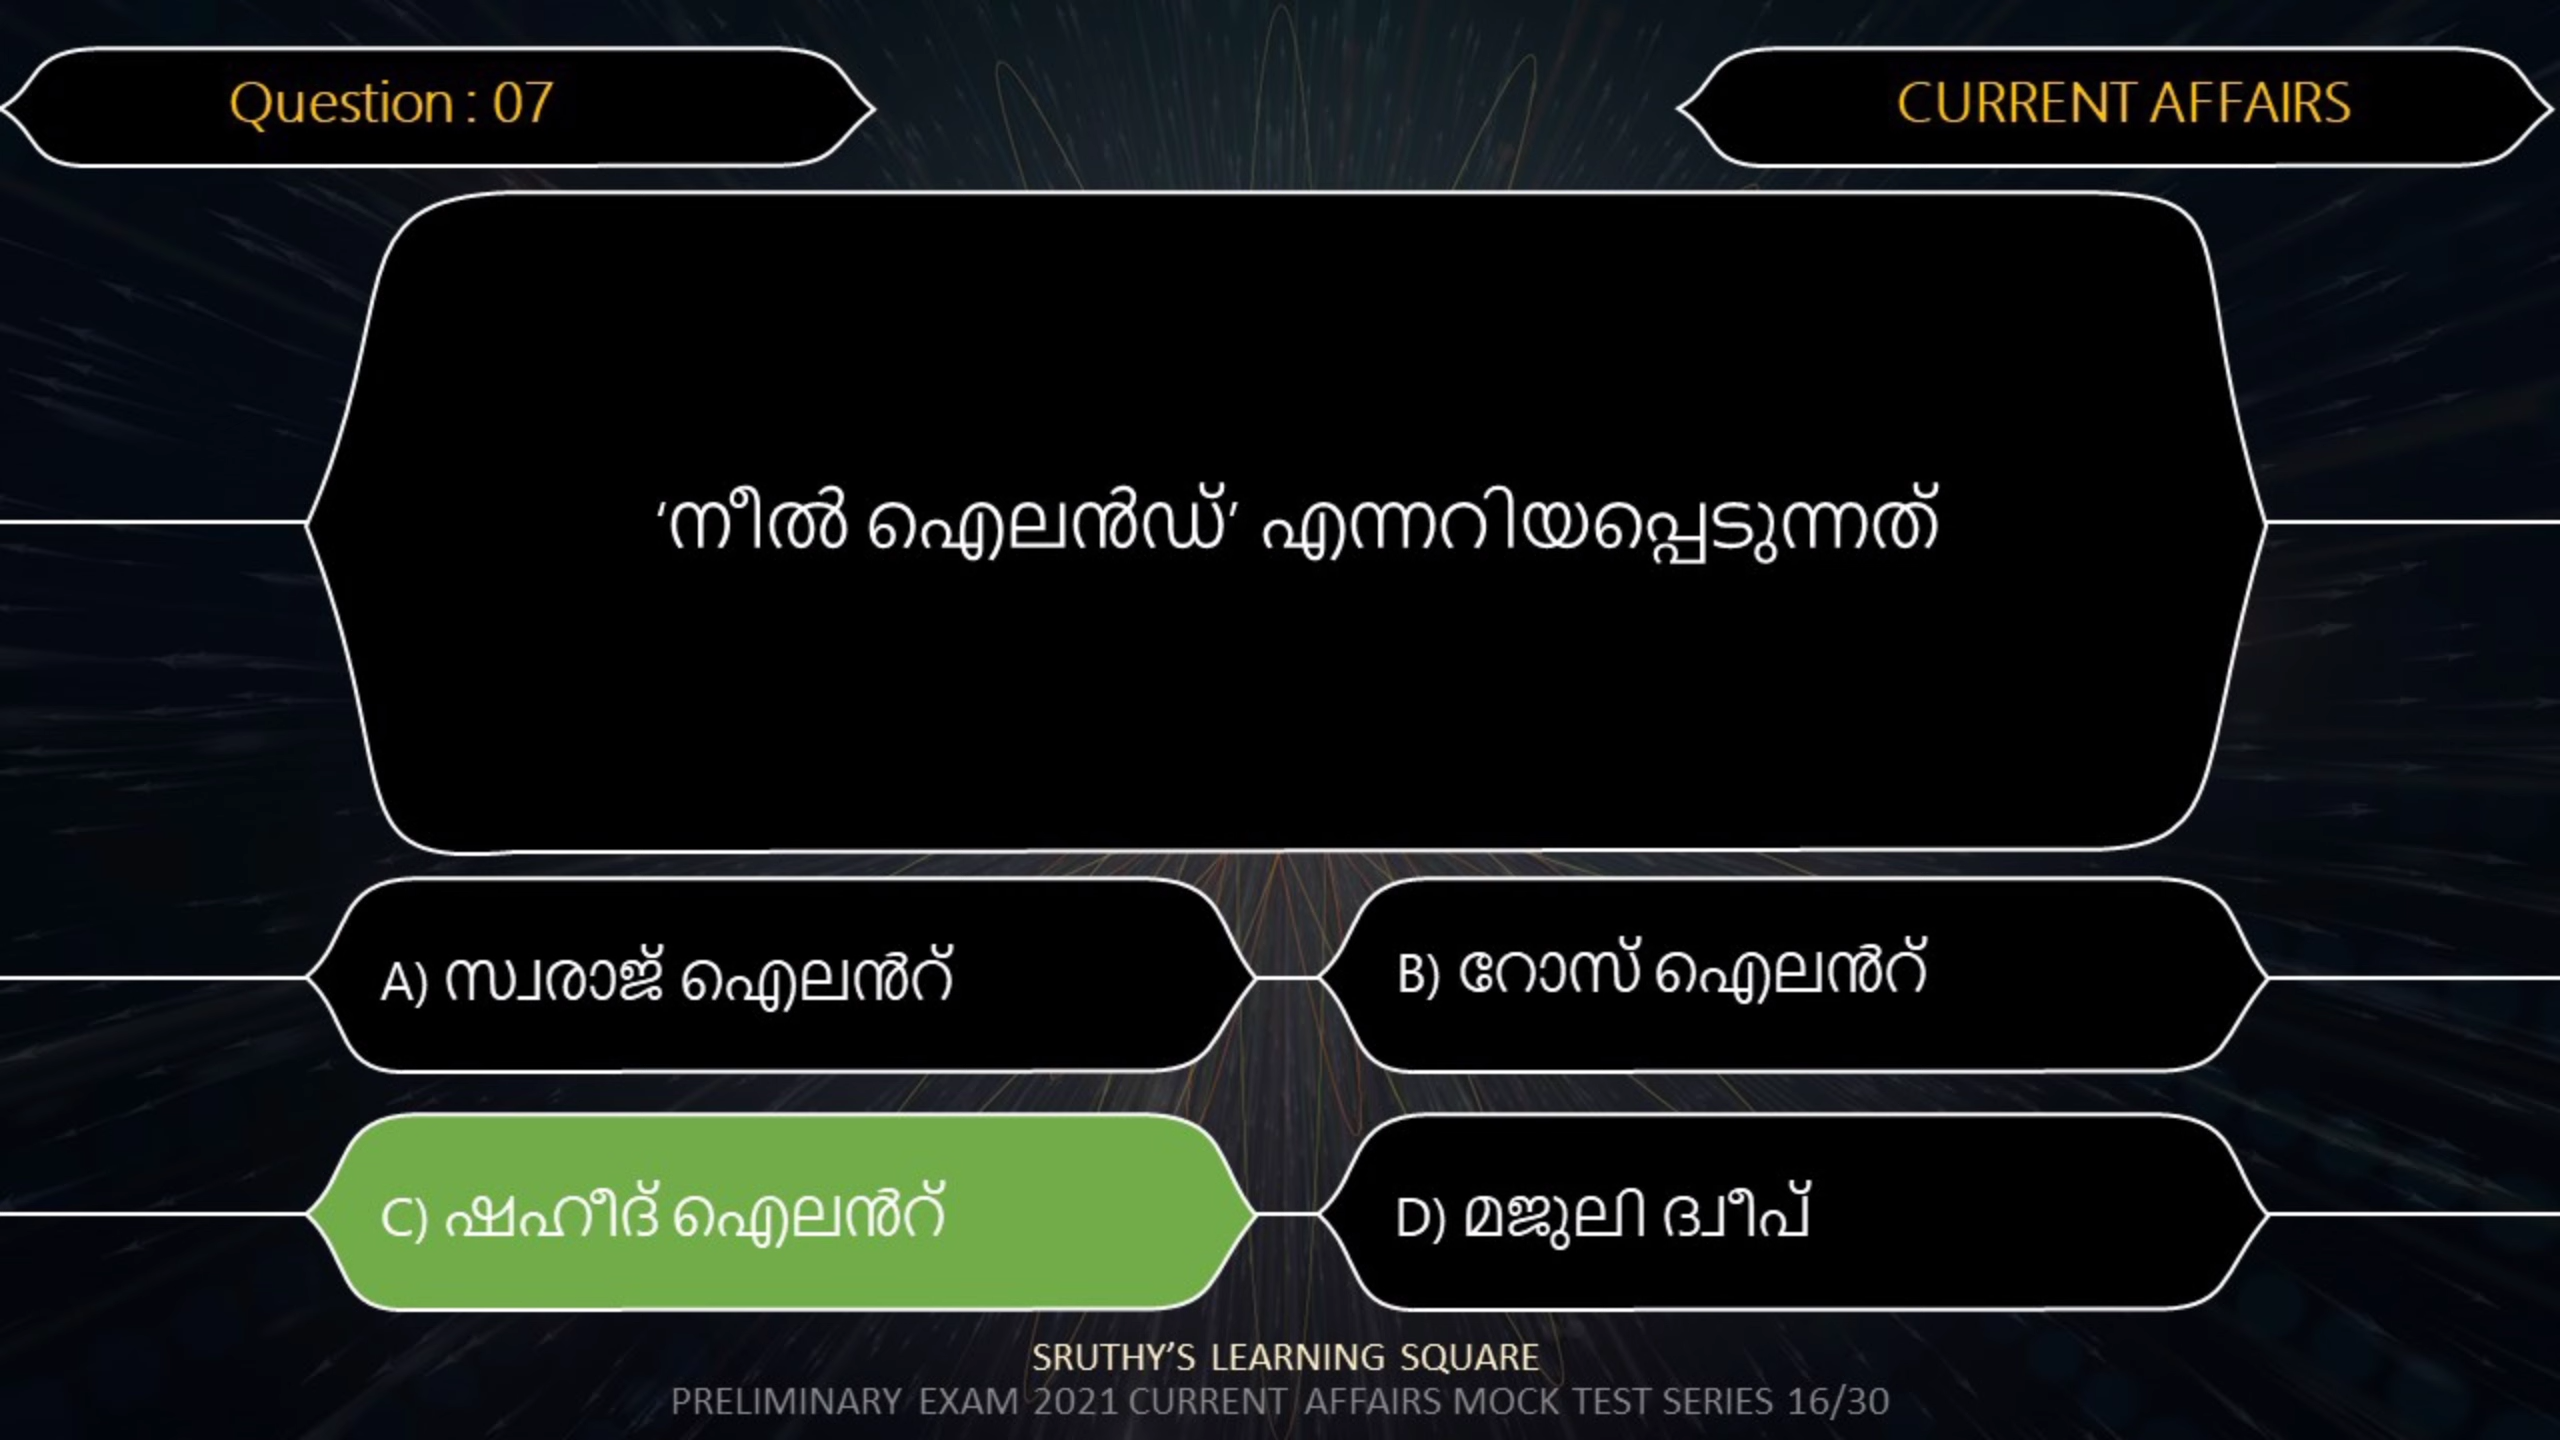 Question : 07
CURRENT AFFAIRS
‘നീൽ ഐലൻഡ്’ എന്നറിയപ്പെടുന്നത്
A) സ്വരാജ് ഐലൻറ്
B) റോസ് ഐലൻറ്
C) ഷഹീദ് ഐലൻറ്
D) മജുലി ദ്വീപ്
SRUTHY’S LEARNING SQUARE
PRELIMINARY EXAM 2021 CURRENT AFFAIRS MOCK TEST SERIES 16/30